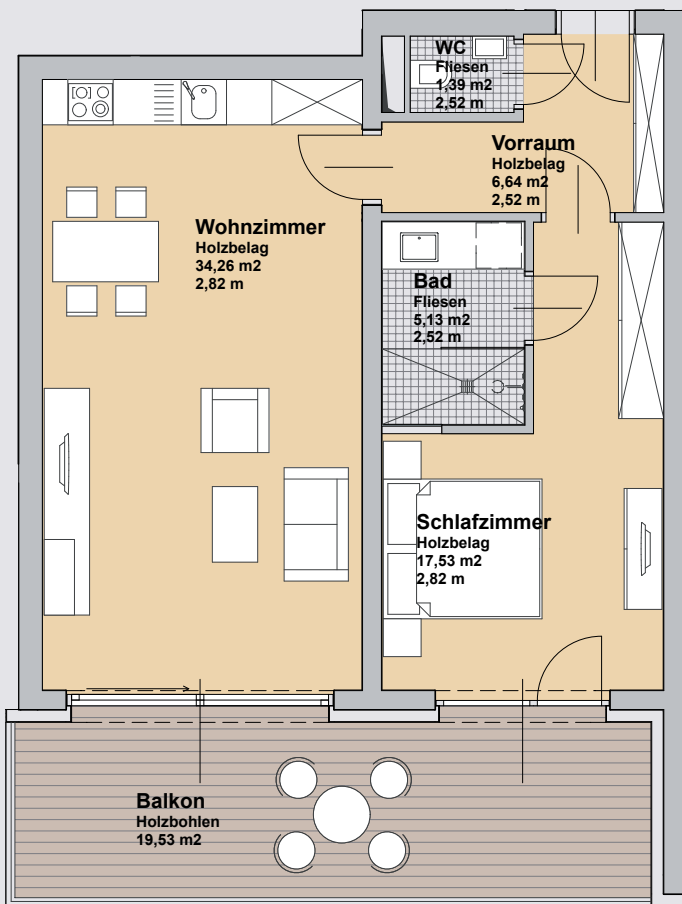 WC
Fliesen
1,39 m2
2,52 m
Vorraum
Holzbelag
6,64 m2
2,52 m
Wohnzimmer
Holzbelag
34,26 m2
2,82 m
Bad
Fliesen
5,13 m2
2,52 m
Schlafzimmer
Holzbelag
17,53 m2
2,82 m
Balkon
Holzbohlen
19,53 m2